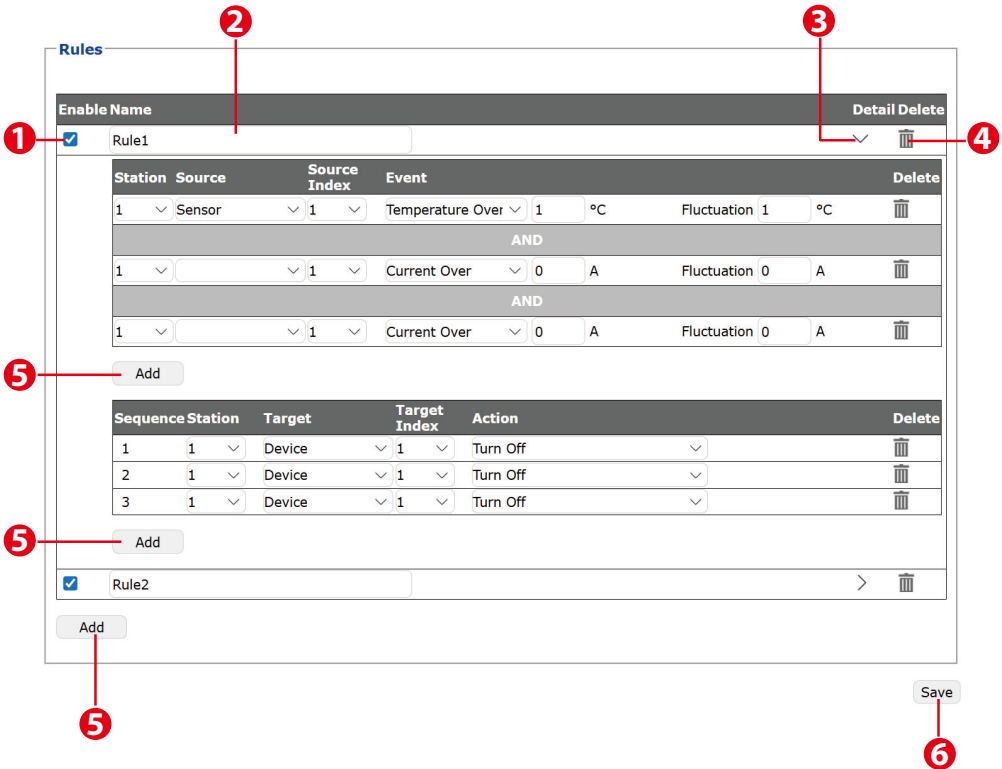 2
3
Rules
Enable Name Detail Delete
1
Rule1
4
Station Source Source Index Event Delete
1 Sensor 1 Temperature Over 1 °C Fluctuation 1 °C
AND
1 1 Current Over 0 A Fluctuation 0 A
AND
1 1 Current Over 0 A Fluctuation 0 A
5
Add
Sequence Station Target Target Index Action Delete
1 1 Device 1 Turn Off
2 1 Device 1 Turn Off
3 1 Device 1 Turn Off
5
Add
Rule2
Add
Save
5
6